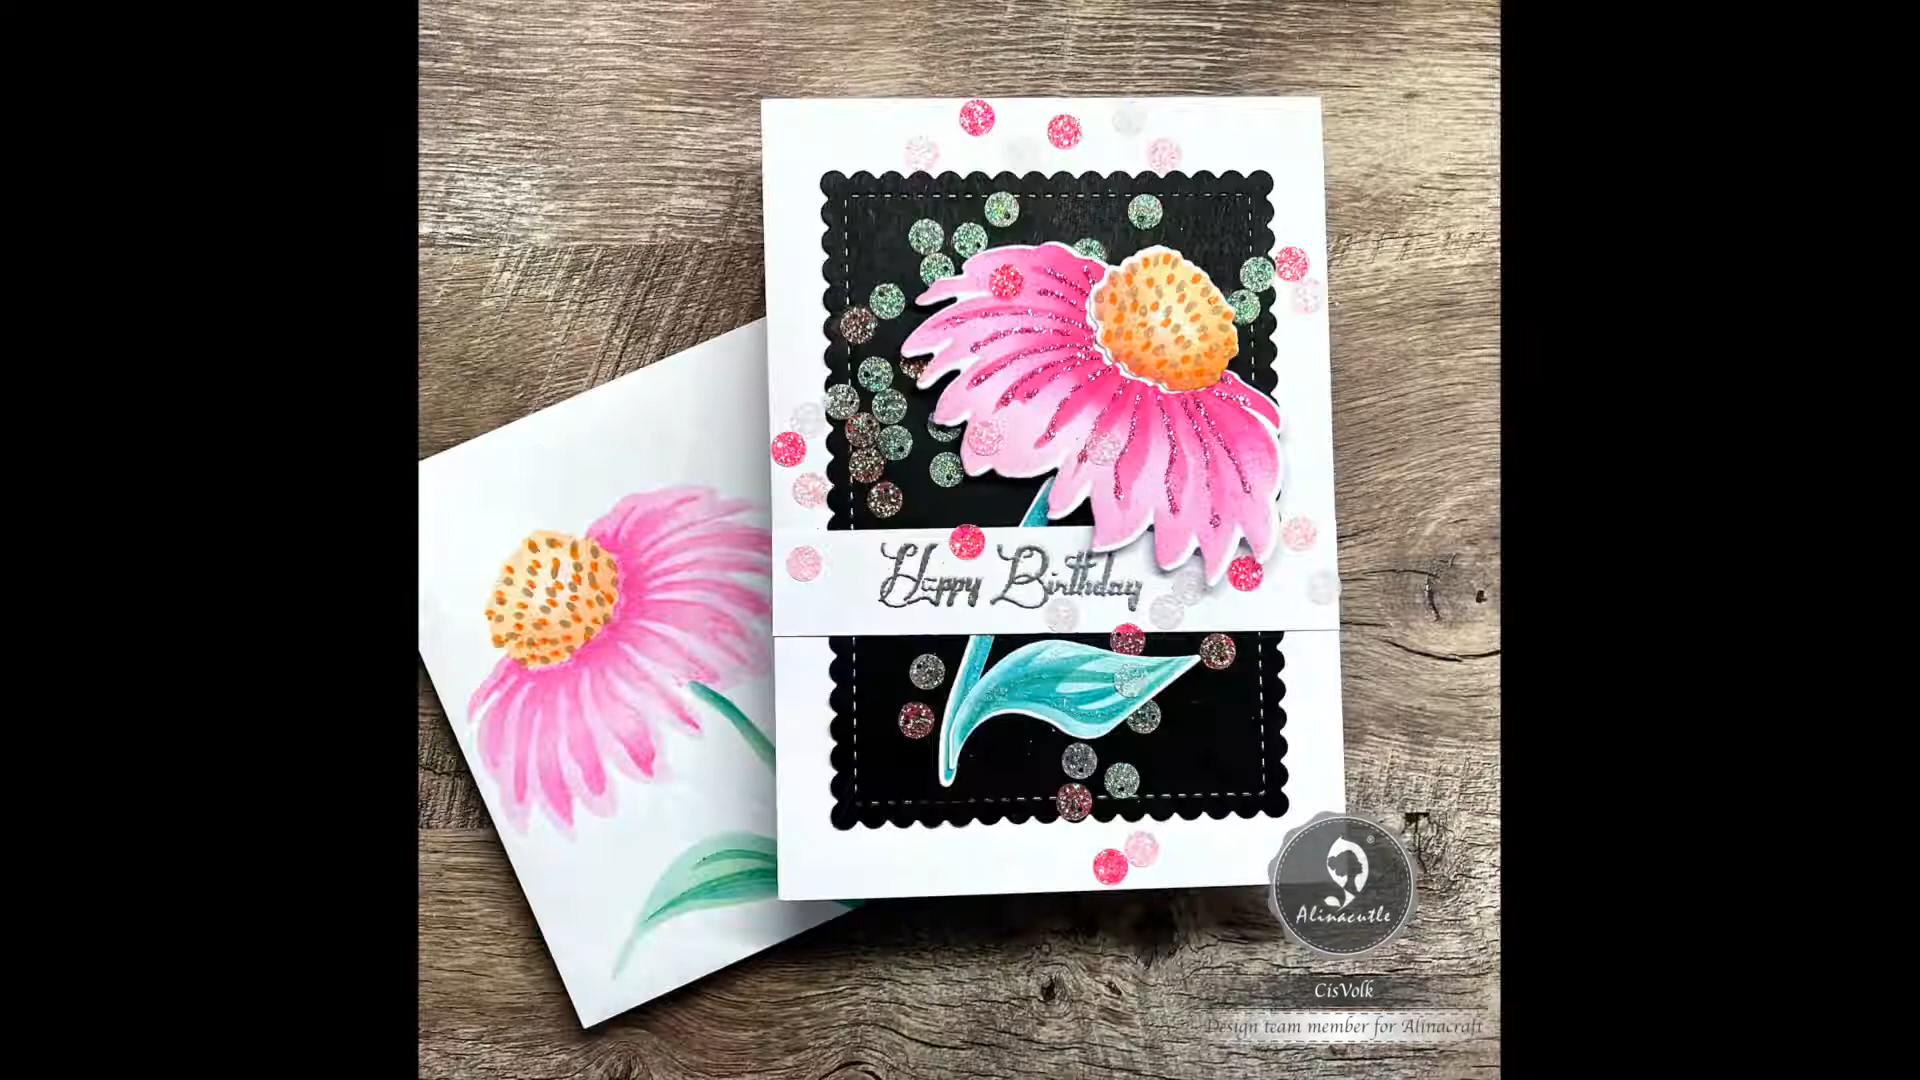 Happy Birthday
®
Alinacutle
CisVolk
Design team member for Alinacraft